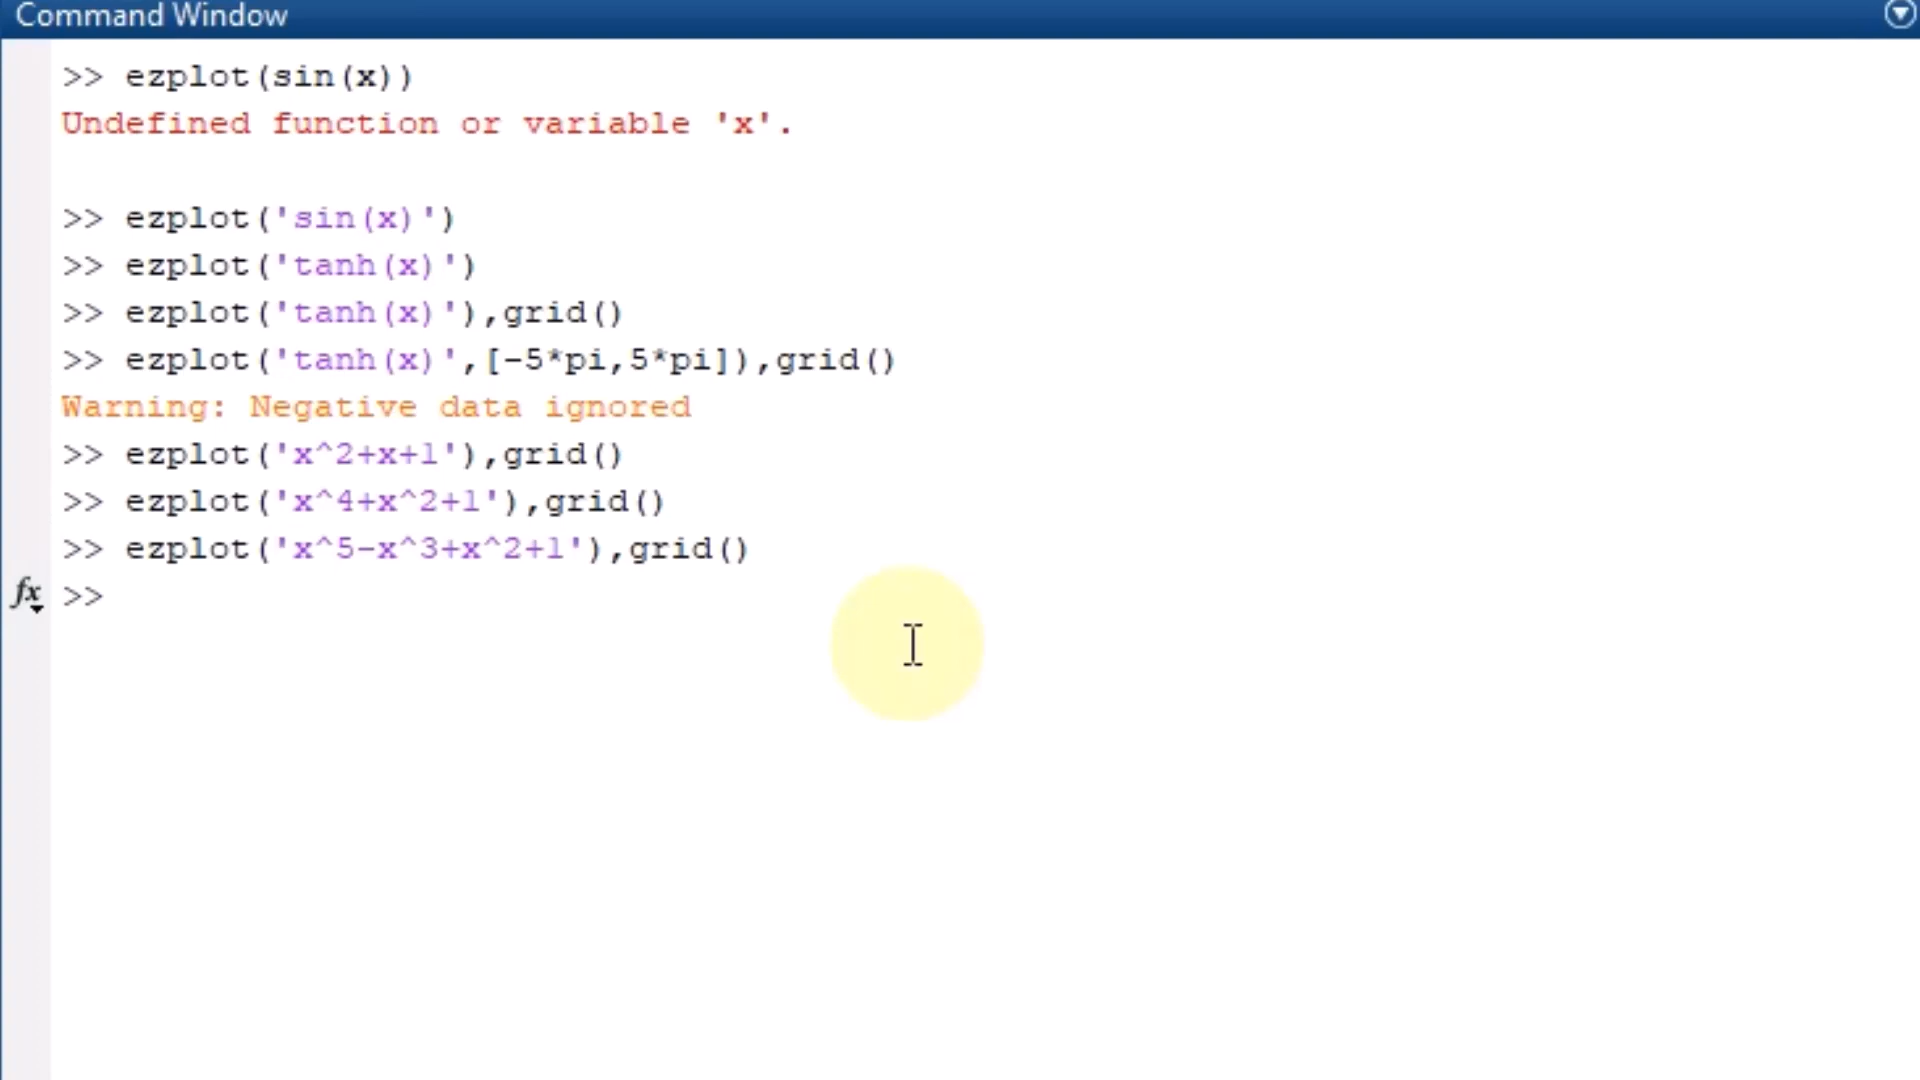 Command Window
>> ezplot(sin(x))
Undefined function or variable 'x'.
>> ezplot('sin(x)')
>> ezplot('tanh(x)')
>> ezplot('tanh(x)'),grid()
>> ezplot('tanh(x)',[-5*pi,5*pi]),grid()
Warning: Negative data ignored
>> ezplot('x^2+x+1'),grid()
>> ezplot('x^4+x^2+1'),grid()
>> ezplot('x^5-x^3+x^2+1'),grid()
fx >>